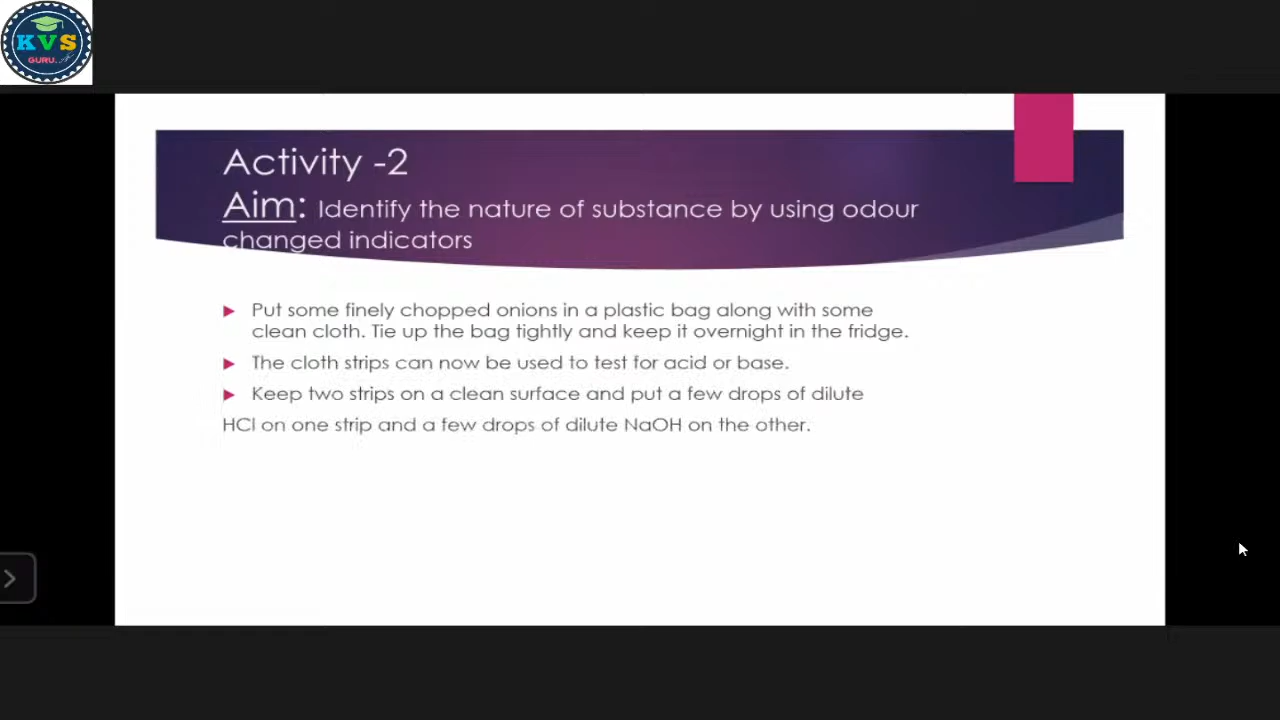 KVS
GURU
Activity -2
Aim: Identify the nature of substance by using odour
changed indicators
Put some finely chopped onions in a plastic bag along with some
clean cloth. Tie up the bag tightly and keep it overnight in the fridge.
The cloth strips can now be used to test for acid or base.
Keep two strips on a clean surface and put a few drops of dilute
HCl on one strip and a few drops of dilute NaOH on the other.